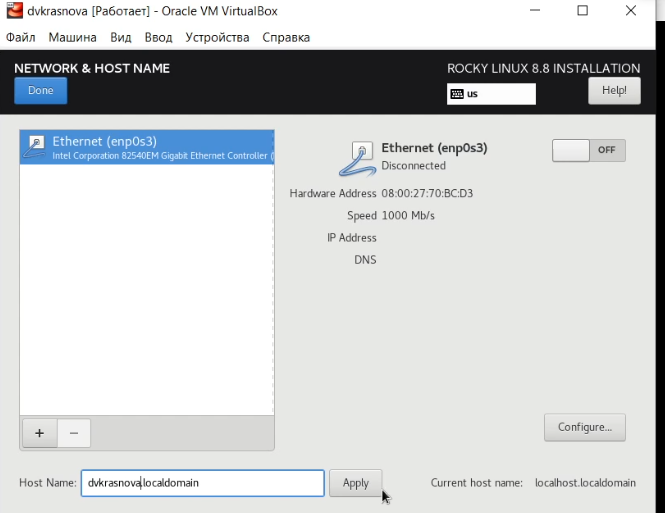 dvkrasnova [Работает] - Oracle VM VirtualBox
Файл Машина Вид Ввод Устройства Справка
NETWORK & HOST NAME
ROCKY LINUX 8.8 INSTALLATION
Done
us
Help!
Ethernet (enp0s3)
Intel Corporation 82540EM Gigabit Ethernet Controller (
Ethernet (enp0s3)
Disconnected
OFF
Hardware Address 08:00:27:70:BC:D3
Speed 1000 Mb/s
IP Address
DNS
+ −
Configure...
Host Name: dvkrasnova.localdomain Apply Current host name: localhost.localdomain